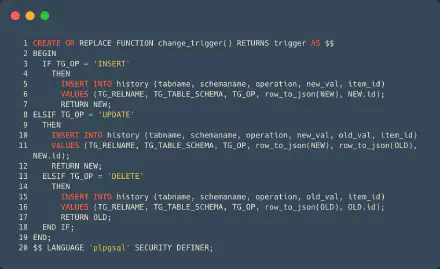 1 CREATE OR REPLACE FUNCTION change_trigger() RETURNS trigger AS $$
2 BEGIN
3 IF TG_OP = 'INSERT'
4 THEN
5 INSERT INTO history (tabname, schemaname, operation, new_val, item_id)
6 VALUES (TG_RELNAME, TG_TABLE_SCHEMA, TG_OP, row_to_json(NEW), NEW.id);
7 RETURN NEW;
8 ELSIF TG_OP = 'UPDATE'
9 THEN
10 INSERT INTO history (tabname, schemaname, operation, new_val, old_val, item_id)
11 VALUES (TG_RELNAME, TG_TABLE_SCHEMA, TG_OP, row_to_json(NEW), row_to_json(OLD),
NEW.id);
12 RETURN NEW;
13 ELSIF TG_OP = 'DELETE'
14 THEN
15 INSERT INTO history (tabname, schemaname, operation, old_val, item_id)
16 VALUES (TG_RELNAME, TG_TABLE_SCHEMA, TG_OP, row_to_json(OLD), OLD.id);
17 RETURN OLD;
18 END IF;
19 END;
20 $$ LANGUAGE 'plpgsql' SECURITY DEFINER;